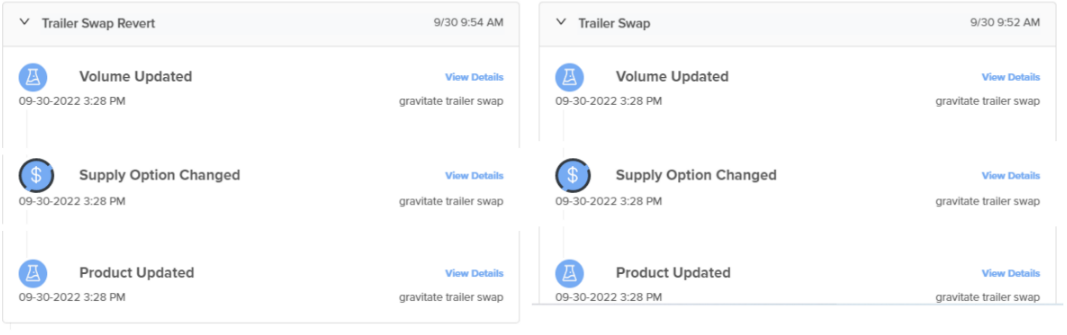 Trailer Swap Revert 9/30 9:54 AM
Volume Updated View Details
09-30-2022 3:28 PM gravitate trailer swap
$ Supply Option Changed View Details
09-30-2022 3:28 PM gravitate trailer swap
Product Updated View Details
09-30-2022 3:28 PM gravitate trailer swap
Trailer Swap 9/30 9:52 AM
Volume Updated View Details
09-30-2022 3:28 PM gravitate trailer swap
$ Supply Option Changed View Details
09-30-2022 3:28 PM gravitate trailer swap
Product Updated View Details
09-30-2022 3:28 PM gravitate trailer swap